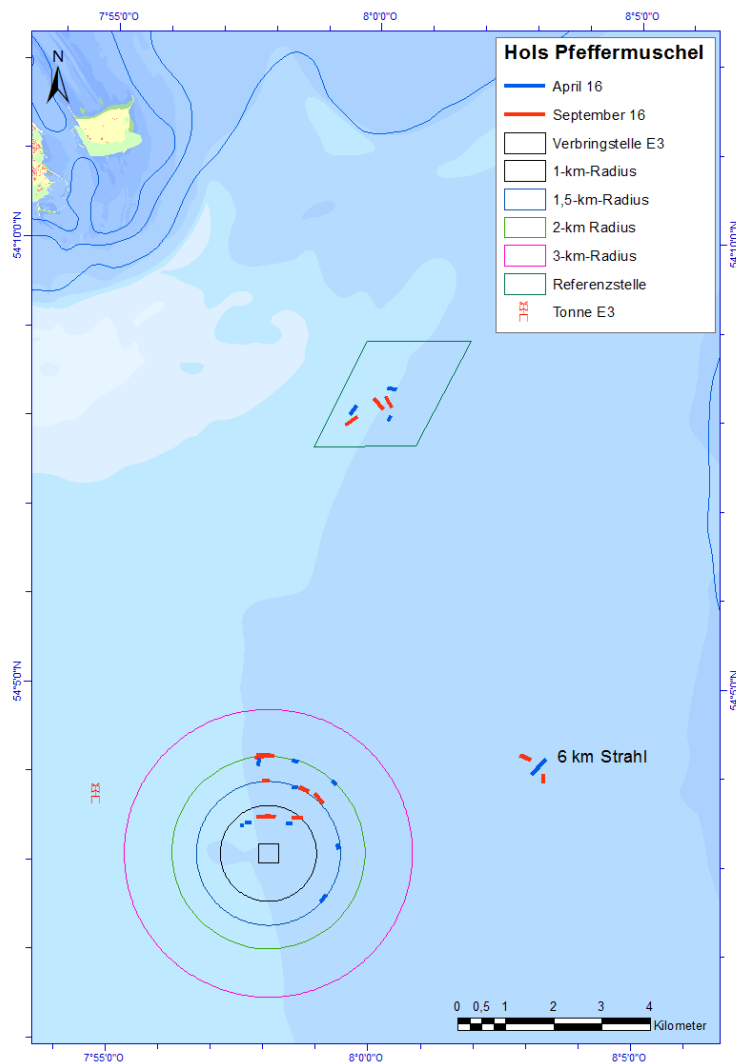 7°55'0"O
8°0'0"O
8°5'0"O
N
Hols Pfeffermuschel
April 16
September 16
Verbringstelle E3
1-km-Radius
1,5-km-Radius
2-km Radius
3-km-Radius
Referenzstelle
Tonne E3
54°10'0"N
54°10'0"N
54°5'0"N
54°5'0"N
6 km Strahl
0 0,5 1 2 3 4
Kilometer
7°55'0"O
8°0'0"O
8°5'0"O